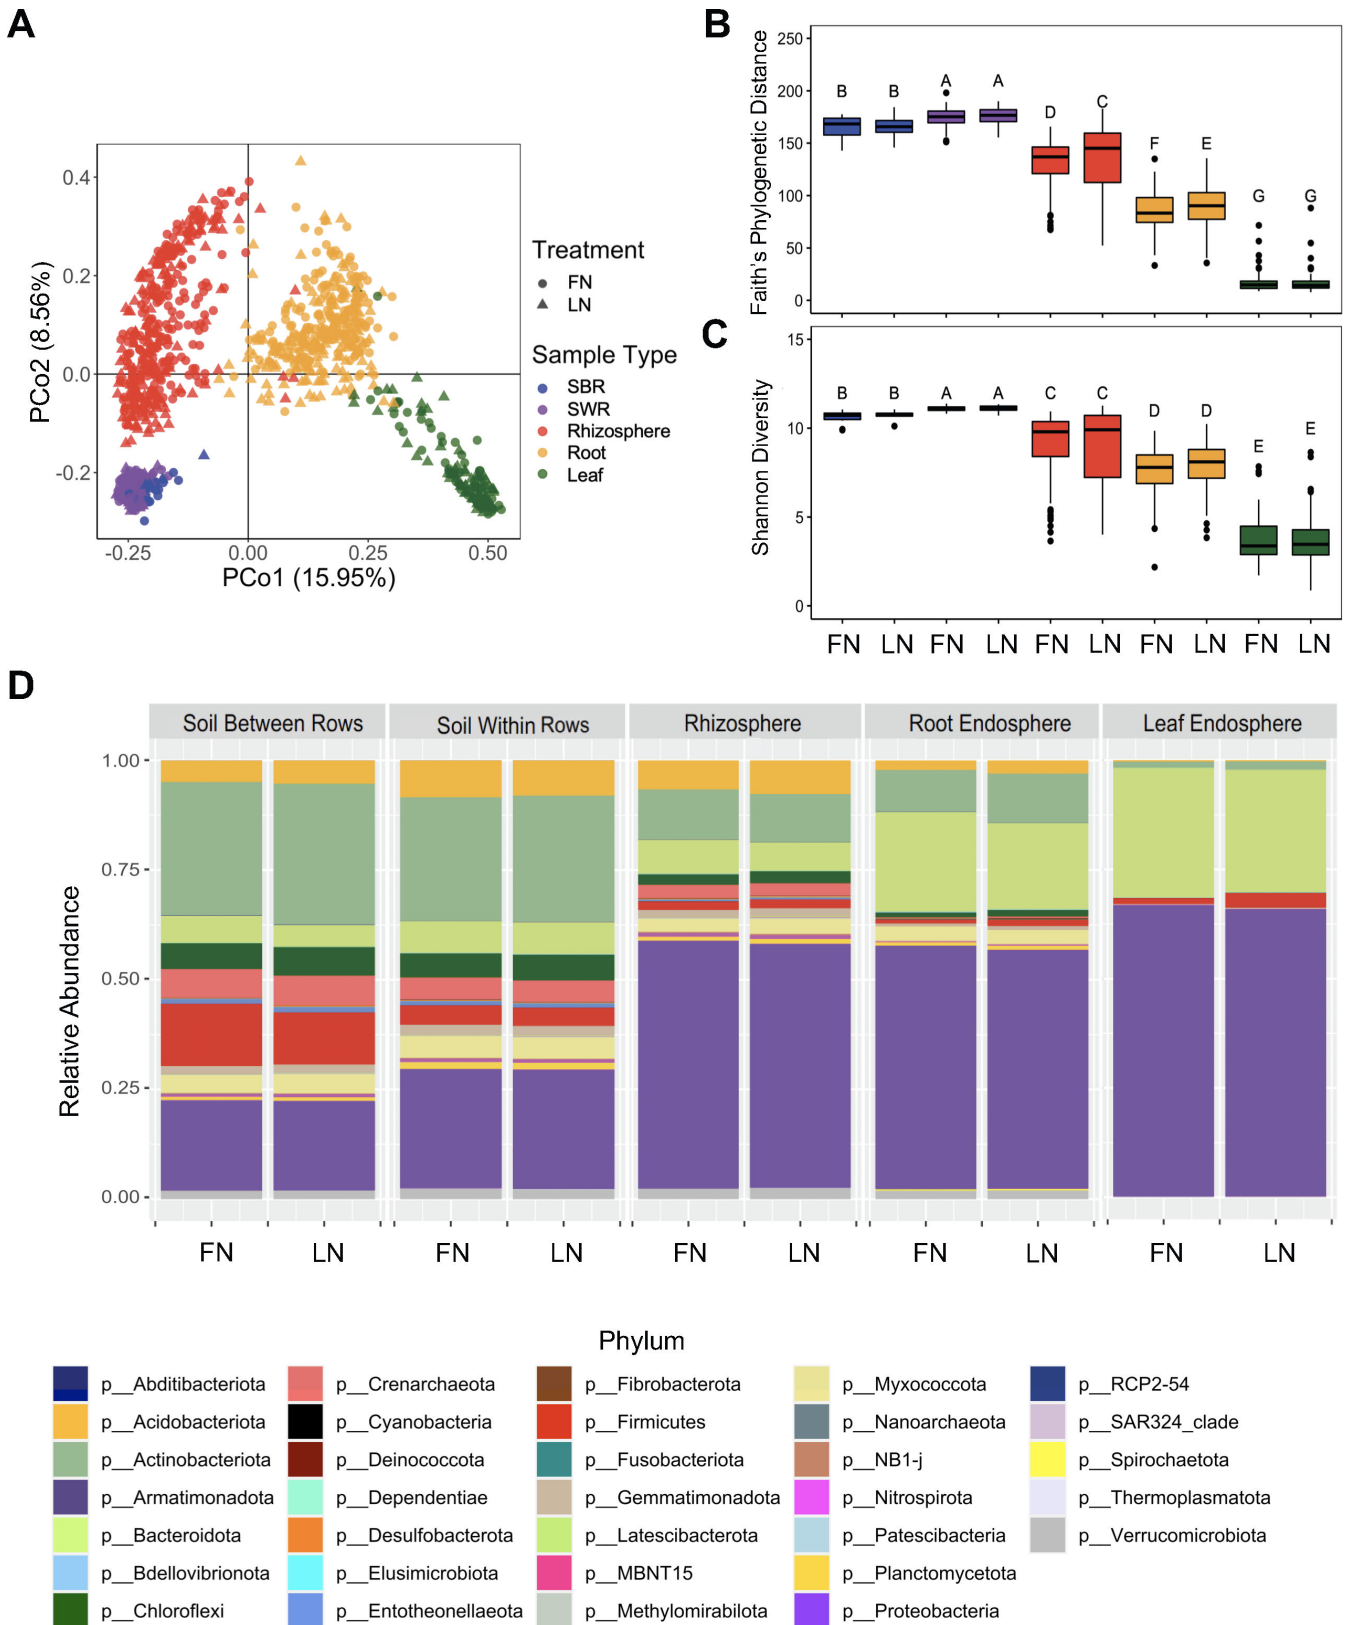 A
0.4
0.2
0.0
-0.2
-0.25 0.00 0.25 0.50
PCo1 (15.95%)
PCo2 (8.56%)
Treatment
FN
LN
Sample Type
SBR
SWR
Rhizosphere
Root
Leaf
B
Faith's Phylogenetic Distance
250
200
150
100
50
0
B B A A D C F E G G
C
Shannon Diversity
15
10
5
0
B B A A C C D D E E
FN LN FN LN FN LN FN LN FN LN
D
Soil Between Rows Soil Within Rows Rhizosphere Root Endosphere Leaf Endosphere
Relative Abundance
1.00
0.75
0.50
0.25
0.00
FN LN FN LN FN LN FN LN FN LN
Phylum
p__Abditibacteriota p__Crenarchaeota p__Fibrobacterota p__Myxococcota p__RCP2-54
p__Acidobacteriota p__Cyanobacteria p__Firmicutes p__Nanoarchaeota p__SAR324_clade
p__Actinobacteriota p__Deinococcota p__Fusobacteriota p__NB1-j p__Spirochaetota
p__Armatimonadota p__Dependentiae p__Gemmatimonadota p__Nitrospirota p__Thermoplasmatota
p__Bacteroidota p__Desulfobacterota p__Latescibacterota p__Patescibacteria p__Verrucomicrobiota
p__Bdellovibrionota p__Elusimicrobiota p__MBNT15 p__Planctomycetota
p__Chloroflexi p__Entotheonellaeota p__Methylomirabilota p__Proteobacteria